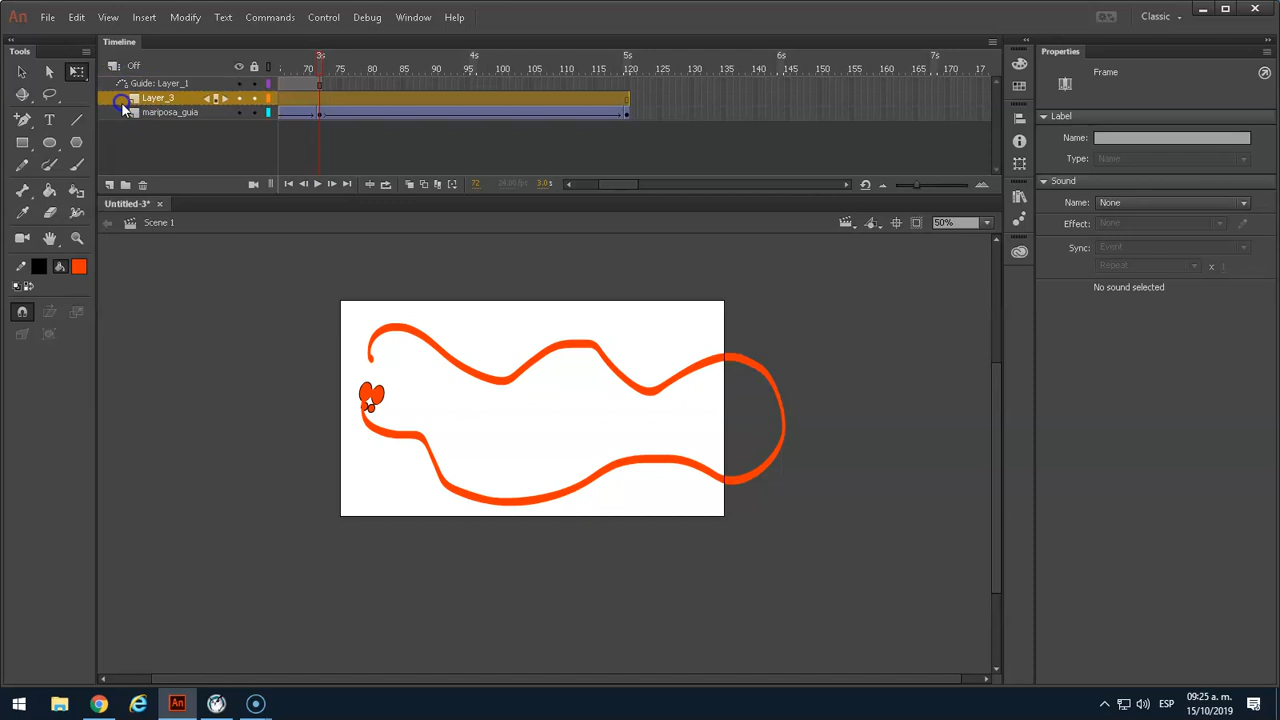 An File Edit View Insert Modify Text Commands Control Debug Window Help Classic
Tools
Timeline
Off
3s 4s 5s 6s 7s
70 75 80 85 90 95 100 105 110 115 120 125 130 135 140 145 150 155 160 165 170 17
Guide: Layer_1
Layer_3
mariposa_guia
72 24.00 fps 3.0 s
Untitled-3* ×
Scene 1
50%
Properties
Frame
Label
Name:
Type: Name
Sound
Name: None
Effect: None
Sync: Event
Repeat x 1
No sound selected
An
ESP
09:25 a. m.
15/10/2019